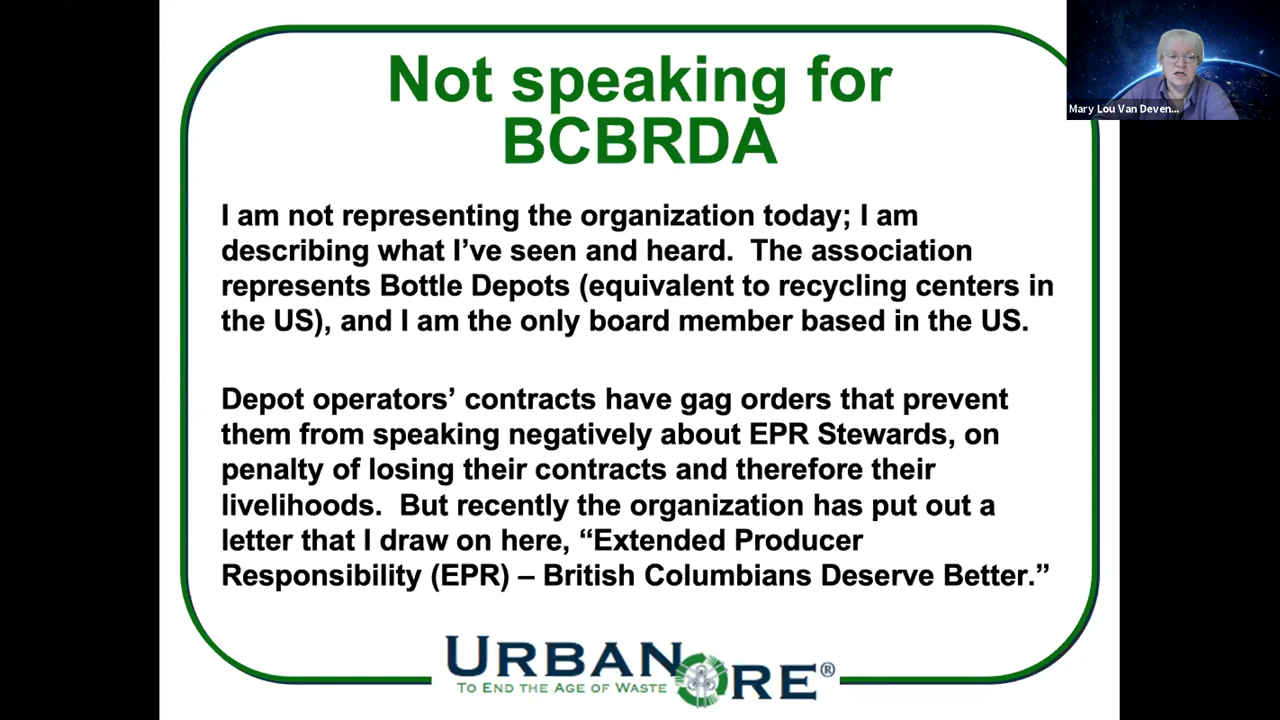 Not speaking for
BCBRDA
Mary Lou Van Deven...
I am not representing the organization today; I am
describing what I’ve seen and heard.  The association
represents Bottle Depots (equivalent to recycling centers in
the US), and I am the only board member based in the US.
Depot operators’ contracts have gag orders that prevent
them from speaking negatively about EPR Stewards, on
penalty of losing their contracts and therefore their
livelihoods.  But recently the organization has put out a
letter that I draw on here, “Extended Producer
Responsibility (EPR) – British Columbians Deserve Better.”
URBAN ORE®
TO END THE AGE OF WASTE